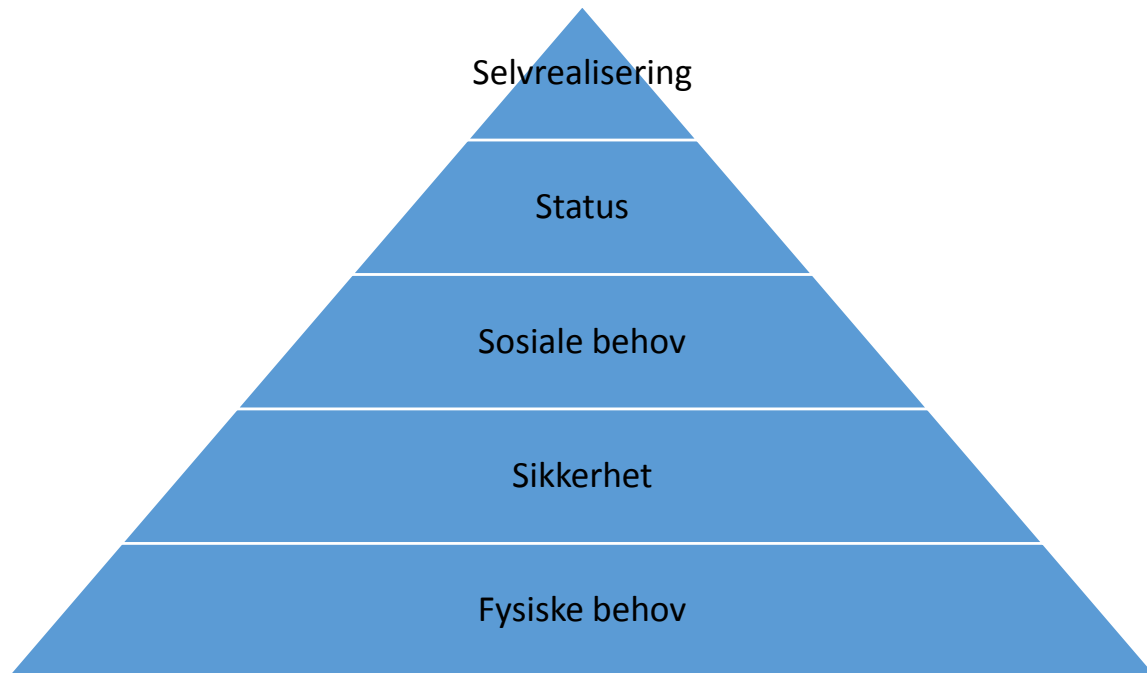 Selvrealisering
Status
Sosiale behov
Sikkerhet
Fysiske behov